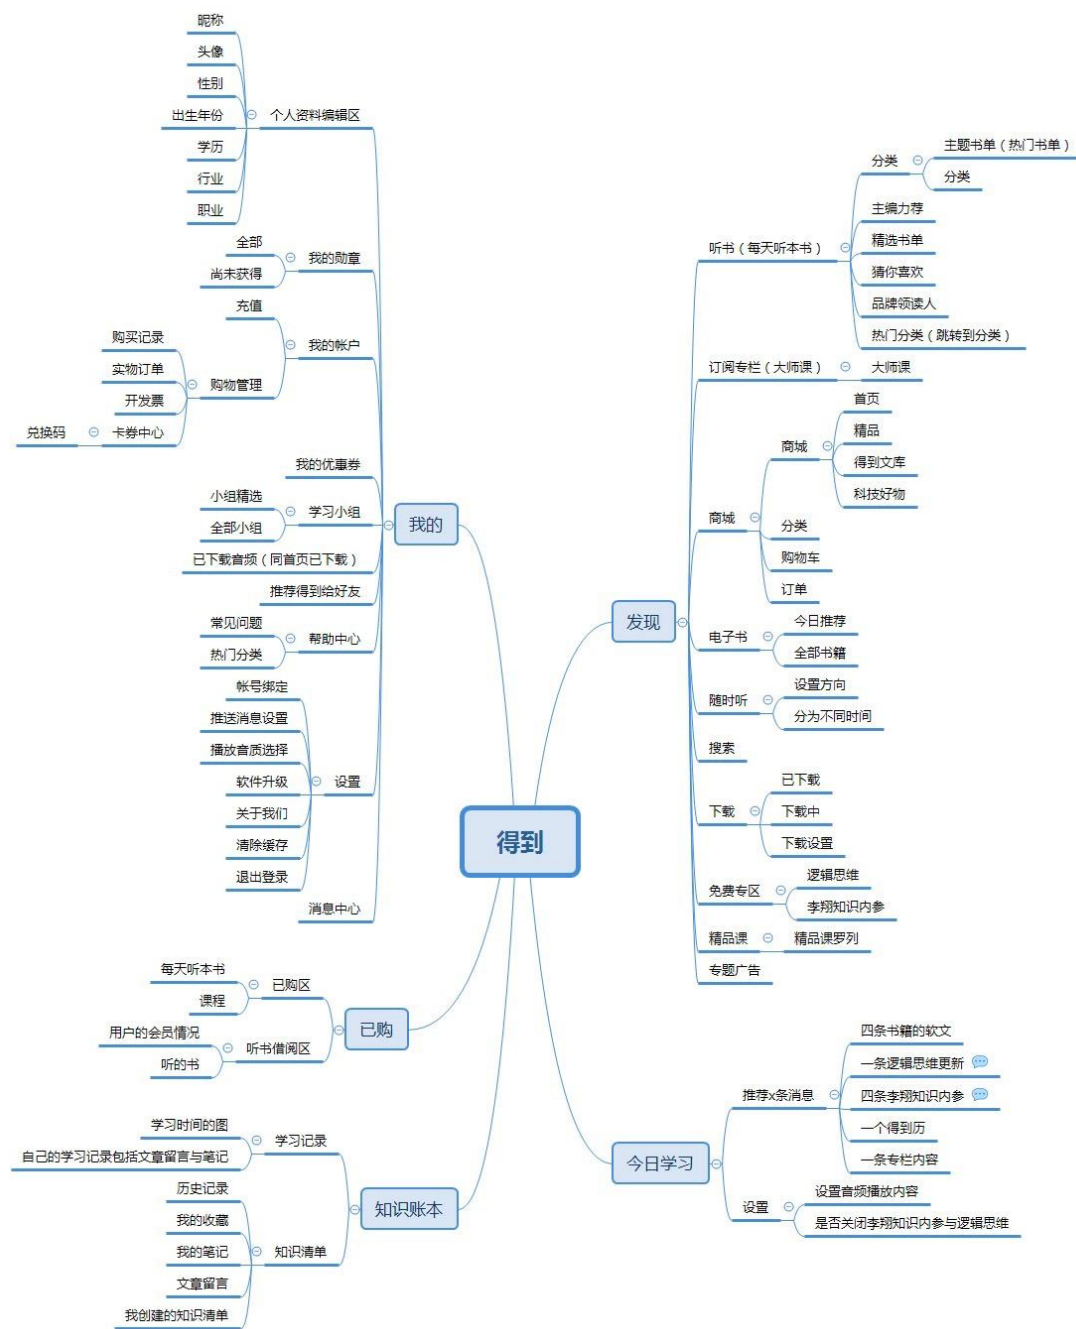 得到
发现
听书（每天听本书）
分类
主题书单（热门书单）
分类
主编力荐
精选书单
猜你喜欢
品牌领读人
热门分类（跳转到分类）
订阅专栏（大师课）
大师课
商城
商城
首页
精品
得到文库
科技好物
分类
购物车
订单
电子书
今日推荐
全部书籍
随时听
设置方向
分为不同时间
搜索
下载
已下载
下载中
下载设置
免费专区
逻辑思维
李翔知识内参
精品课
精品课罗列
专题广告
今日学习
推荐x条消息
四条书籍的软文
一条逻辑思维更新
四条李翔知识内参
一个得到历
一条专栏内容
设置
设置音频播放内容
是否关闭李翔知识内参与逻辑思维
我的
个人资料编辑区
昵称
头像
性别
出生年份
学历
行业
职业
我的勋章
全部
尚未获得
我的帐户
充值
购物管理
购买记录
实物订单
开发票
卡券中心
兑换码
我的优惠券
学习小组
小组精选
全部小组
已下载音频（同首页已下载）
推荐得到给好友
帮助中心
常见问题
热门分类
设置
帐号绑定
推送消息设置
播放音质选择
软件升级
关于我们
清除缓存
退出登录
消息中心
已购
已购区
每天听本书
课程
听书借阅区
用户的会员情况
听的书
知识账本
学习记录
学习时间的图
自己的学习记录包括文章留言与笔记
知识清单
历史记录
我的收藏
我的笔记
文章留言
我创建的知识清单